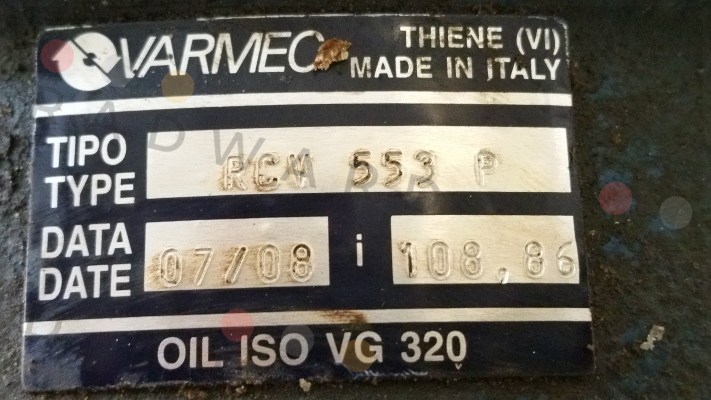 VARMEC
THIENE (VI)
MADE IN ITALY
TIPO
TYPE
RCV 553 P
DATA
DATE
07/08
i
108,86
OIL ISO VG 320